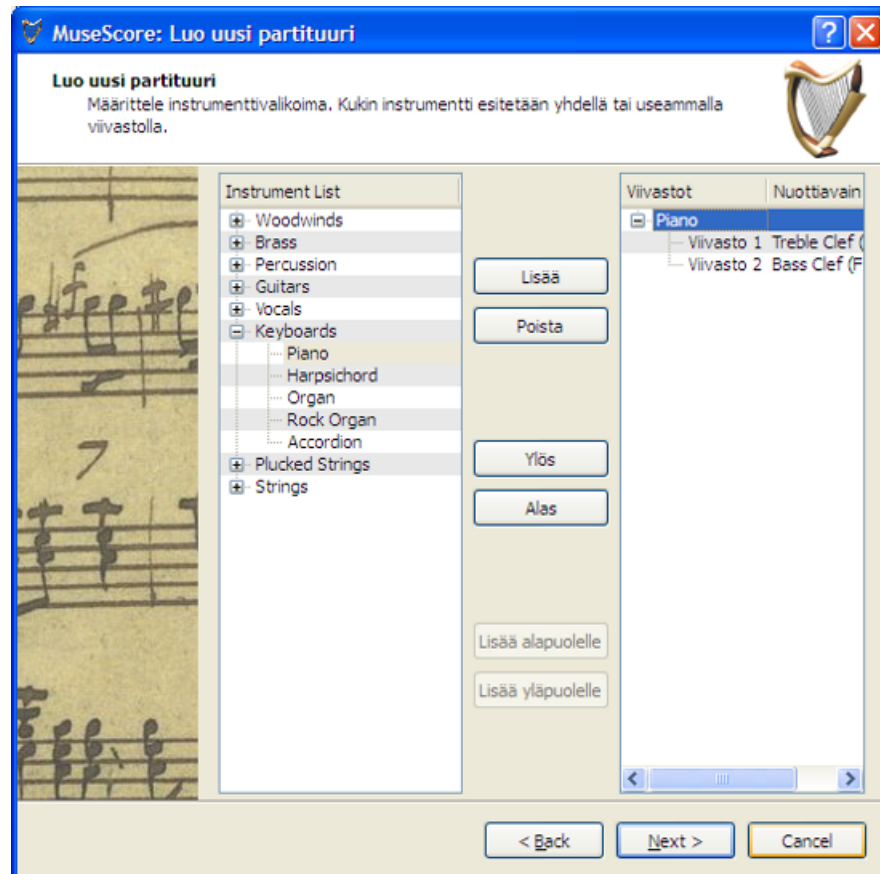 MuseScore: Luo uusi partituuri
Luo uusi partituuri
Määrittele instrumenttivalikoima. Kukin instrumentti esitetään yhdellä tai useammalla
viivastolla.
Instrument List
Woodwinds
Brass
Percussion
Guitars
Vocals
Keyboards
Piano
Harpsichord
Organ
Rock Organ
Accordion
Plucked Strings
Strings
Lisää
Poista
Ylös
Alas
Lisää alapuolelle
Lisää yläpuolelle
Viivastot Nuottiavain
Piano
Viivasto 1 Treble Clef (
Viivasto 2 Bass Clef (F
< Back
Next >
Cancel